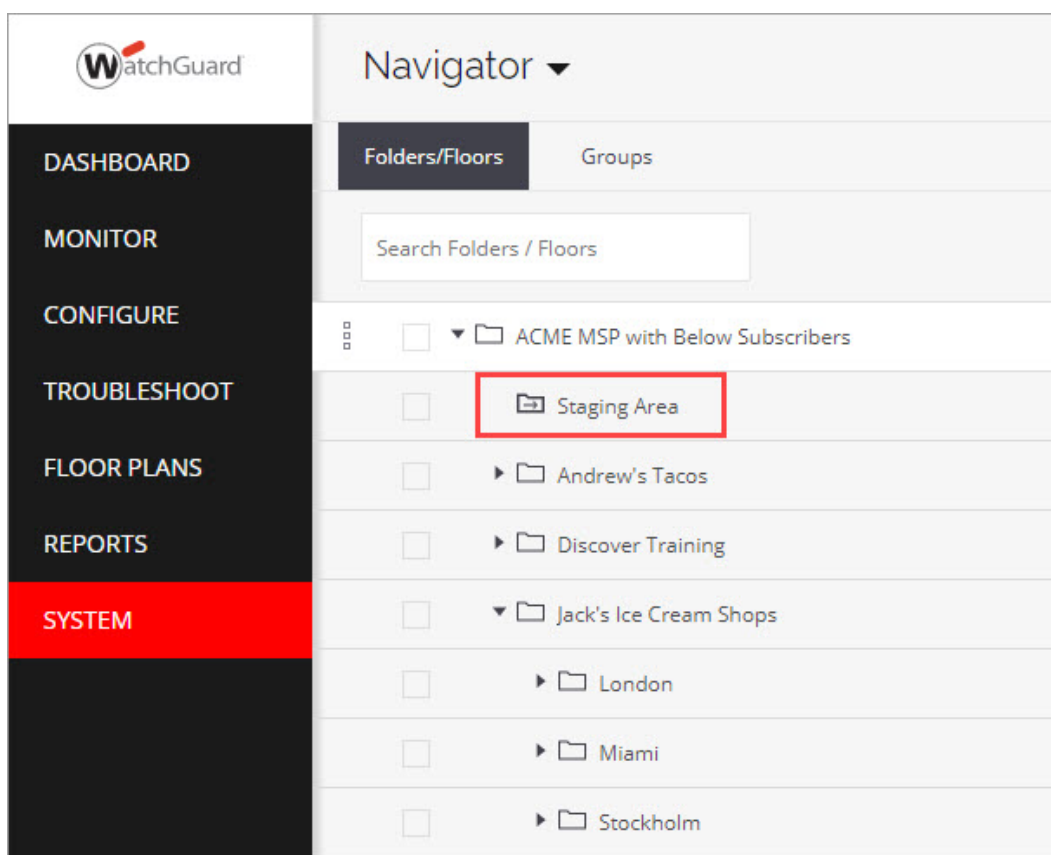 WatchGuard
Navigator
DASHBOARD
MONITOR
CONFIGURE
TROUBLESHOOT
FLOOR PLANS
REPORTS
SYSTEM
Folders/Floors
Groups
Search Folders / Floors
ACME MSP with Below Subscribers
Staging Area
Andrew's Tacos
Discover Training
Jack's Ice Cream Shops
London
Miami
Stockholm